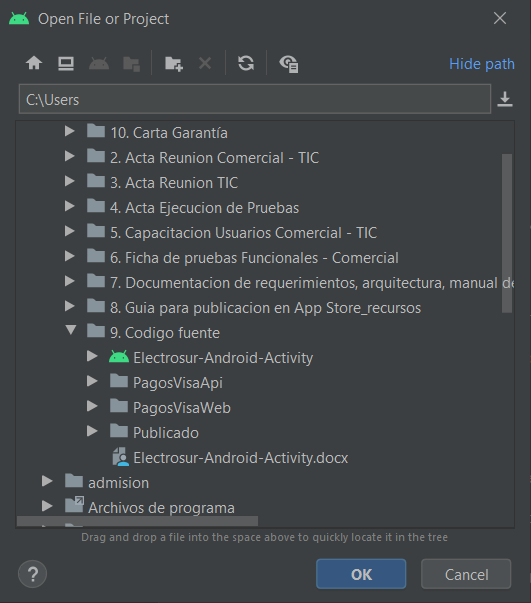 Open File or Project
Hide path
C:\Users
10. Carta Garantía
2. Acta Reunion Comercial - TIC
3. Acta Reunion TIC
4. Acta Ejecucion de Pruebas
5. Capacitacion Usuarios Comercial - TIC
6. Ficha de pruebas Funcionales - Comercial
7. Documentacion de requerimientos, arquitectura, manual de
8. Guia para publicacion en App Store_recursos
9. Codigo fuente
Electrosur-Android-Activity
PagosVisaApi
PagosVisaWeb
Publicado
Electrosur-Android-Activity.docx
admision
Archivos de programa
Drag and drop a file into the space above to quickly locate it in the tree
?
OK
Cancel